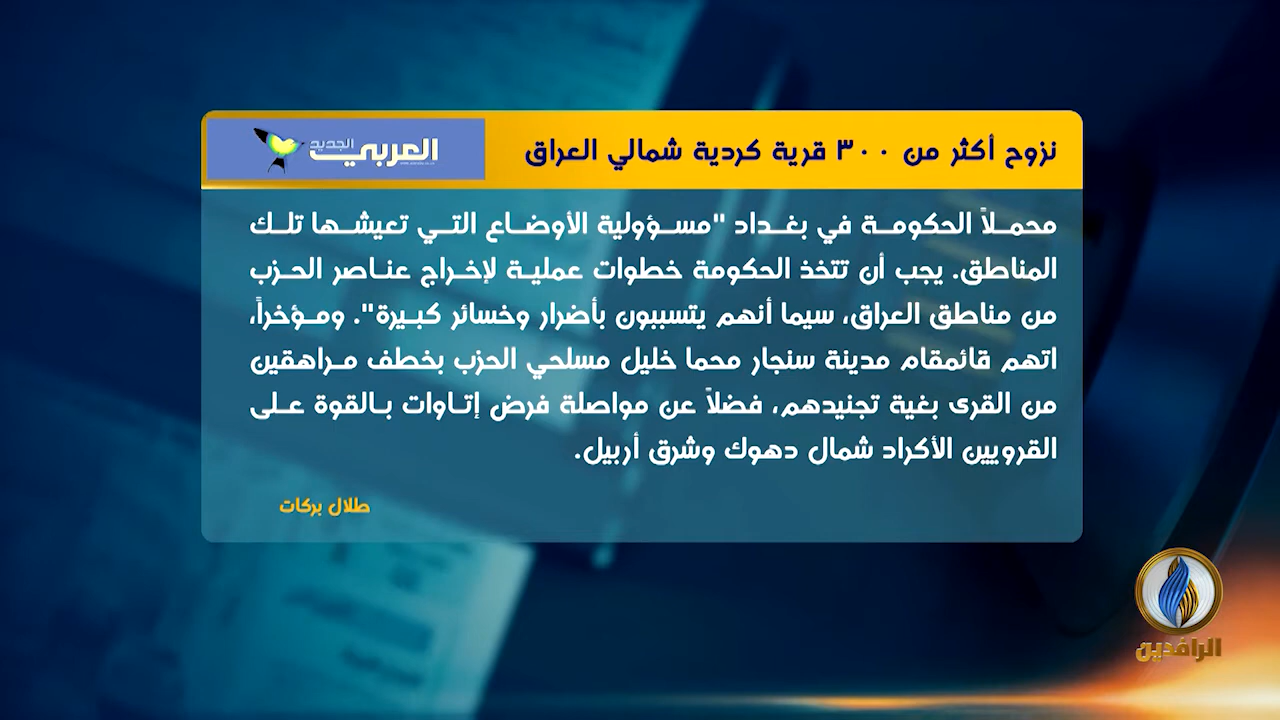 نزوح أكثر من ٣٠٠ قرية كردية شمالي العراق
العربي الجديد
محملاً الحكومة في بغداد "مسؤولية الأوضاع التي تعيشها تلك
المناطق. يجب أن تتخذ الحكومة خطوات عملية لإخراج عناصر الحزب
من مناطق العراق، سيما أنهم يتسببون بأضرار وخسائر كبيرة". ومؤخراً،
اتهم قائمقام مدينة سنجار محما خليل مسلحي الحزب بخطف مراهقين
من القرى بغية تجنيدهم، فضلاً عن مواصلة فرض إتاوات بالقوة على
القرويين الأكراد شمال دهوك وشرق أربيل.
طلال بركات
الرافدين